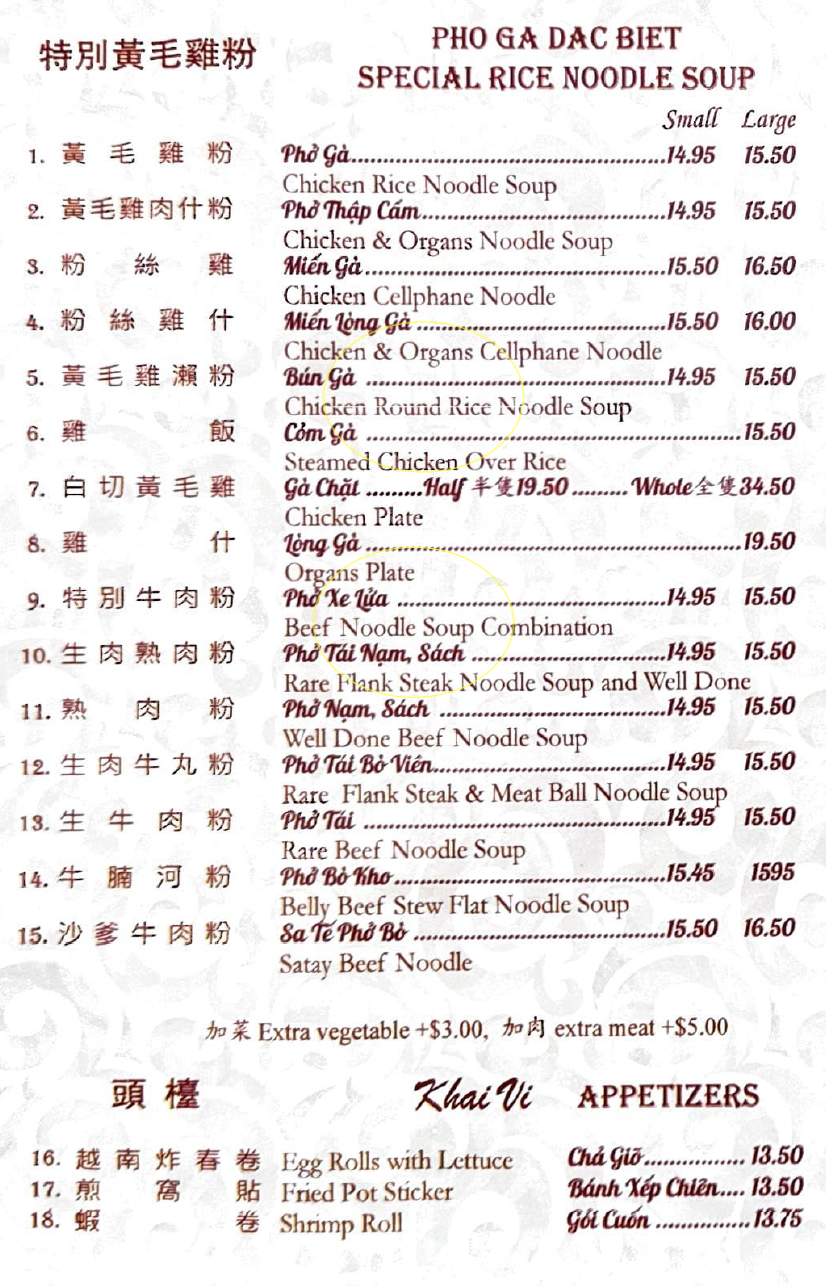 特別黃毛雞粉 PHO GA DAC BIET
SPECIAL RICE NOODLE SOUP
Small Large
1. 黃毛雞粉 Phở Gà.............14.95 15.50
Chicken Rice Noodle Soup
2. 黃毛雞肉什粉 Phở Thập Cẩm.............14.95 15.50
Chicken & Organs Noodle Soup
3. 粉絲雞 Miến Gà.............15.50 16.50
Chicken Cellphane Noodle
4. 粉絲雞什 Miến Lòng Gà.............15.50 16.00
Chicken & Organs Cellphane Noodle
5. 黃毛雞瀨粉 Bún Gà.............14.95 15.50
Chicken Round Rice Noodle Soup
6. 雞飯 Cỏm Gà.............15.50
Steamed Chicken Over Rice
7. 白切黃毛雞 Gà Chặt .........Half 半隻19.50 ......... Whole全隻34.50
Chicken Plate
8. 雞什 Lòng Gà.............19.50
Organs Plate
9. 特別牛肉粉 Phở Xe Lửa.............14.95 15.50
Beef Noodle Soup Combination
10. 生肉熟肉粉 Phở Tái Nạm, Sách.............14.95 15.50
Rare Flank Steak Noodle Soup and Well Done
11. 熟肉粉 Phở Nạm, Sách.............14.95 15.50
Well Done Beef Noodle Soup
12. 生肉牛丸粉 Phở Tái Bò Viên.............14.95 15.50
Rare Flank Steak & Meat Ball Noodle Soup
13. 生牛肉粉 Phở Tái.............14.95 15.50
Rare Beef Noodle Soup
14. 牛腩河粉 Phở Bò Kho.............15.45 1595
Belly Beef Stew Flat Noodle Soup
15. 沙爹牛肉粉 Sa Tế Phở Bò.............15.50 16.50
Satay Beef Noodle
加菜 Extra vegetable +$3.00, 加肉 extra meat +$5.00
頭檯 Khai Vi APPETIZERS
16. 越南炸春卷 Egg Rolls with Lettuce Chả Giõ................ 13.50
17. 煎窩貼 Fried Pot Sticker Bánh Xếp Chiên.... 13.50
18. 蝦卷 Shrimp Roll Gỏi Cuốn ...............13.75